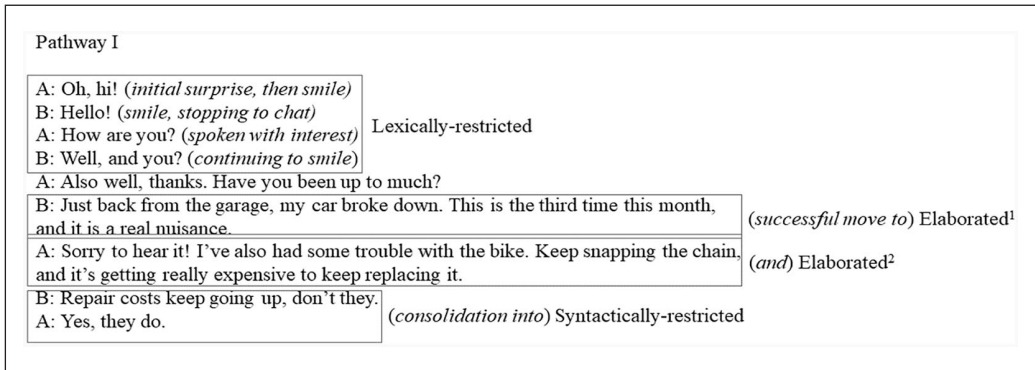 Pathway I
A: Oh, hi! (initial surprise, then smile)
B: Hello! (smile, stopping to chat)
A: How are you? (spoken with interest)
B: Well, and you? (continuing to smile)
Lexically-restricted
A: Also well, thanks. Have you been up to much?
B: Just back from the garage, my car broke down. This is the third time this month,
and it is a real nuisance.
(successful move to) Elaborated¹
A: Sorry to hear it! I’ve also had some trouble with the bike. Keep snapping the chain,
and it’s getting really expensive to keep replacing it.
(and) Elaborated²
B: Repair costs keep going up, don’t they.
A: Yes, they do.
(consolidation into) Syntactically-restricted